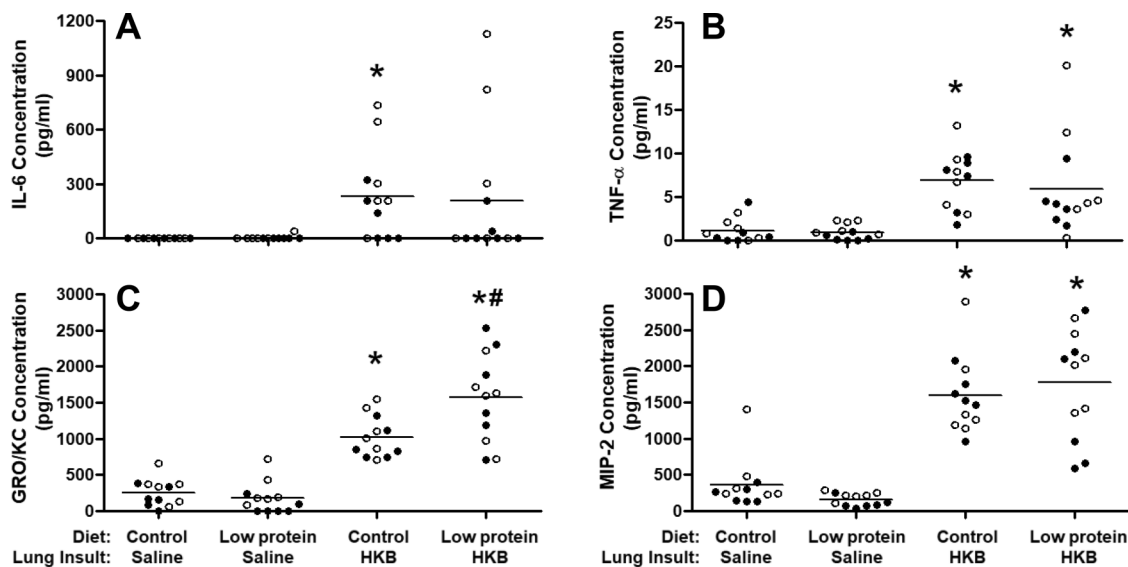 A
IL-6 Concentration
(pg/ml)
1200
900
600
300
0
*
B
TNF-α Concentration
(pg/ml)
25
20
15
10
5
0
*
*
C
GRO/KC Concentration
(pg/ml)
3000
2500
2000
1500
1000
500
0
*
*#
D
MIP-2 Concentration
(pg/ml)
3000
2500
2000
1500
1000
500
0
*
*
Diet: Control Low protein Control Low protein
Lung Insult: Saline Saline HKB HKB
Control Low protein Control Low protein
Saline Saline HKB HKB